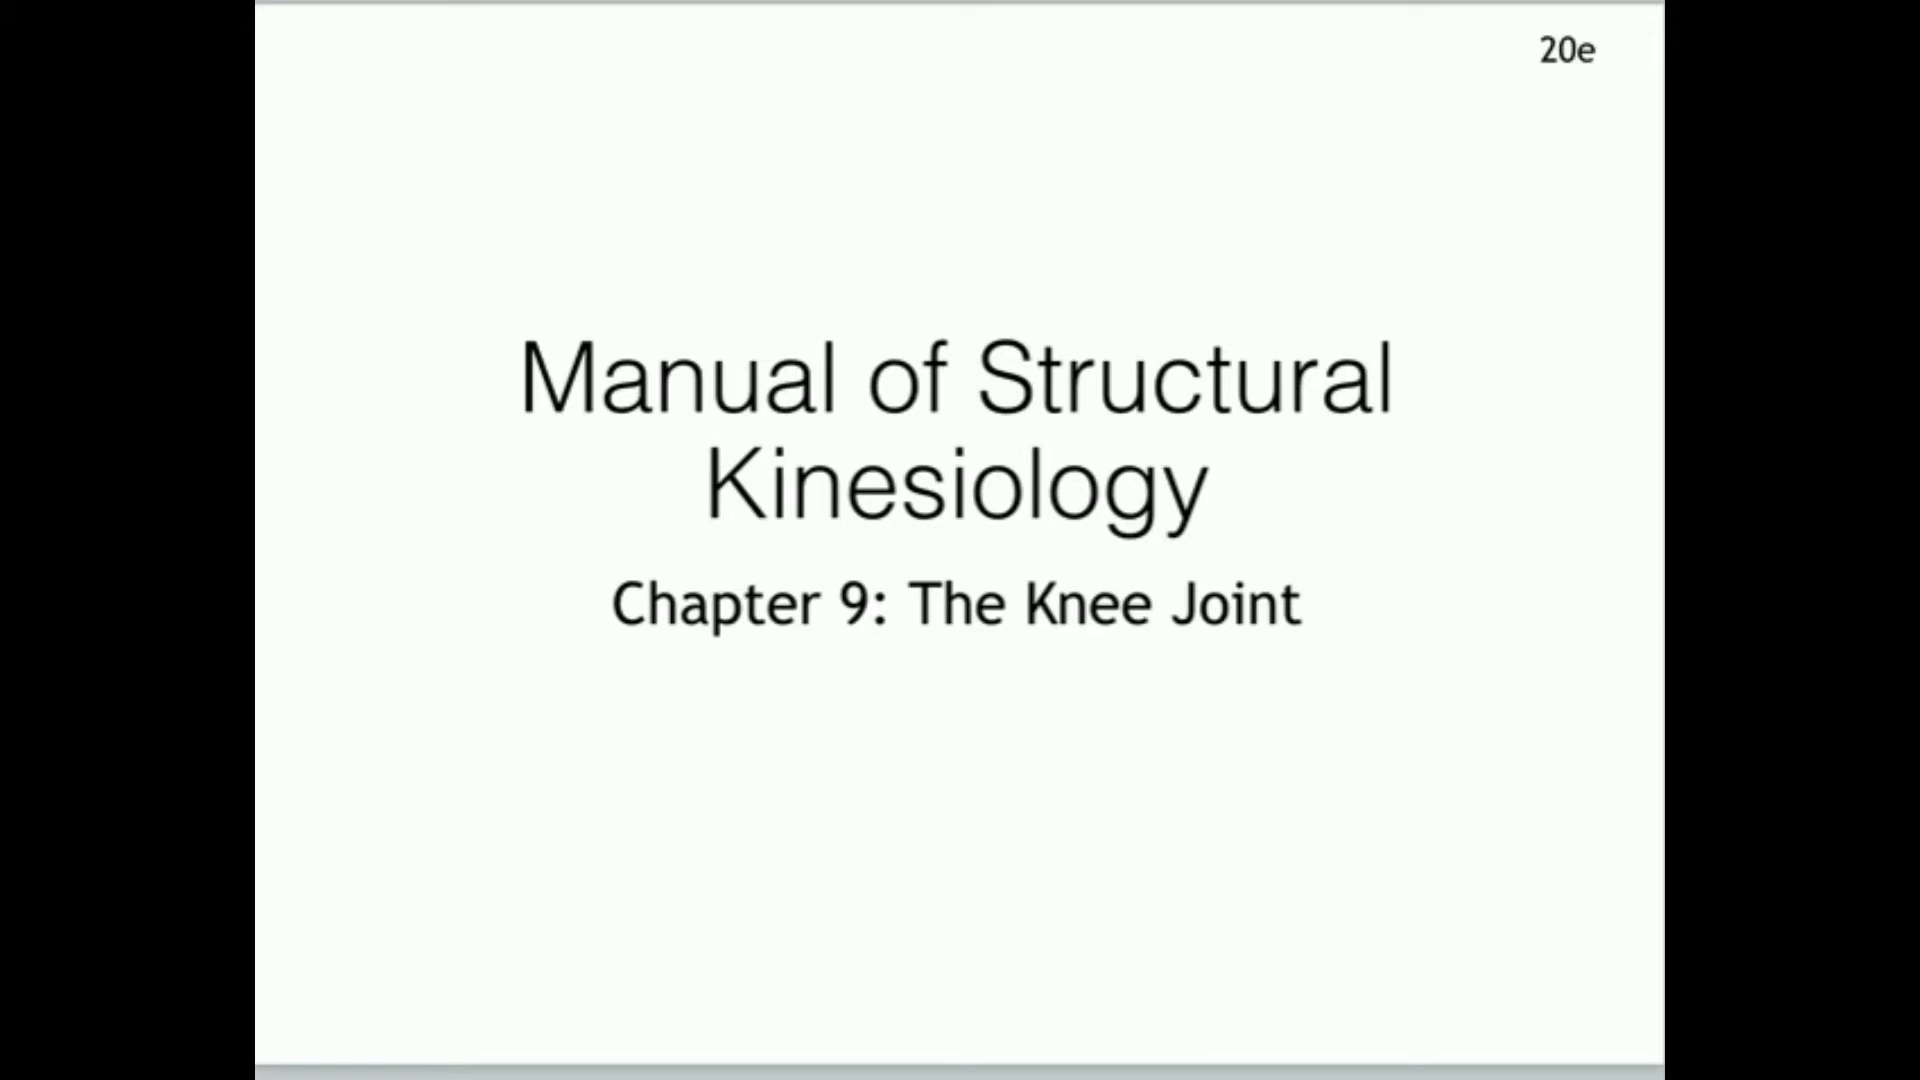 20e
Manual of Structural
Kinesiology
Chapter 9: The Knee Joint